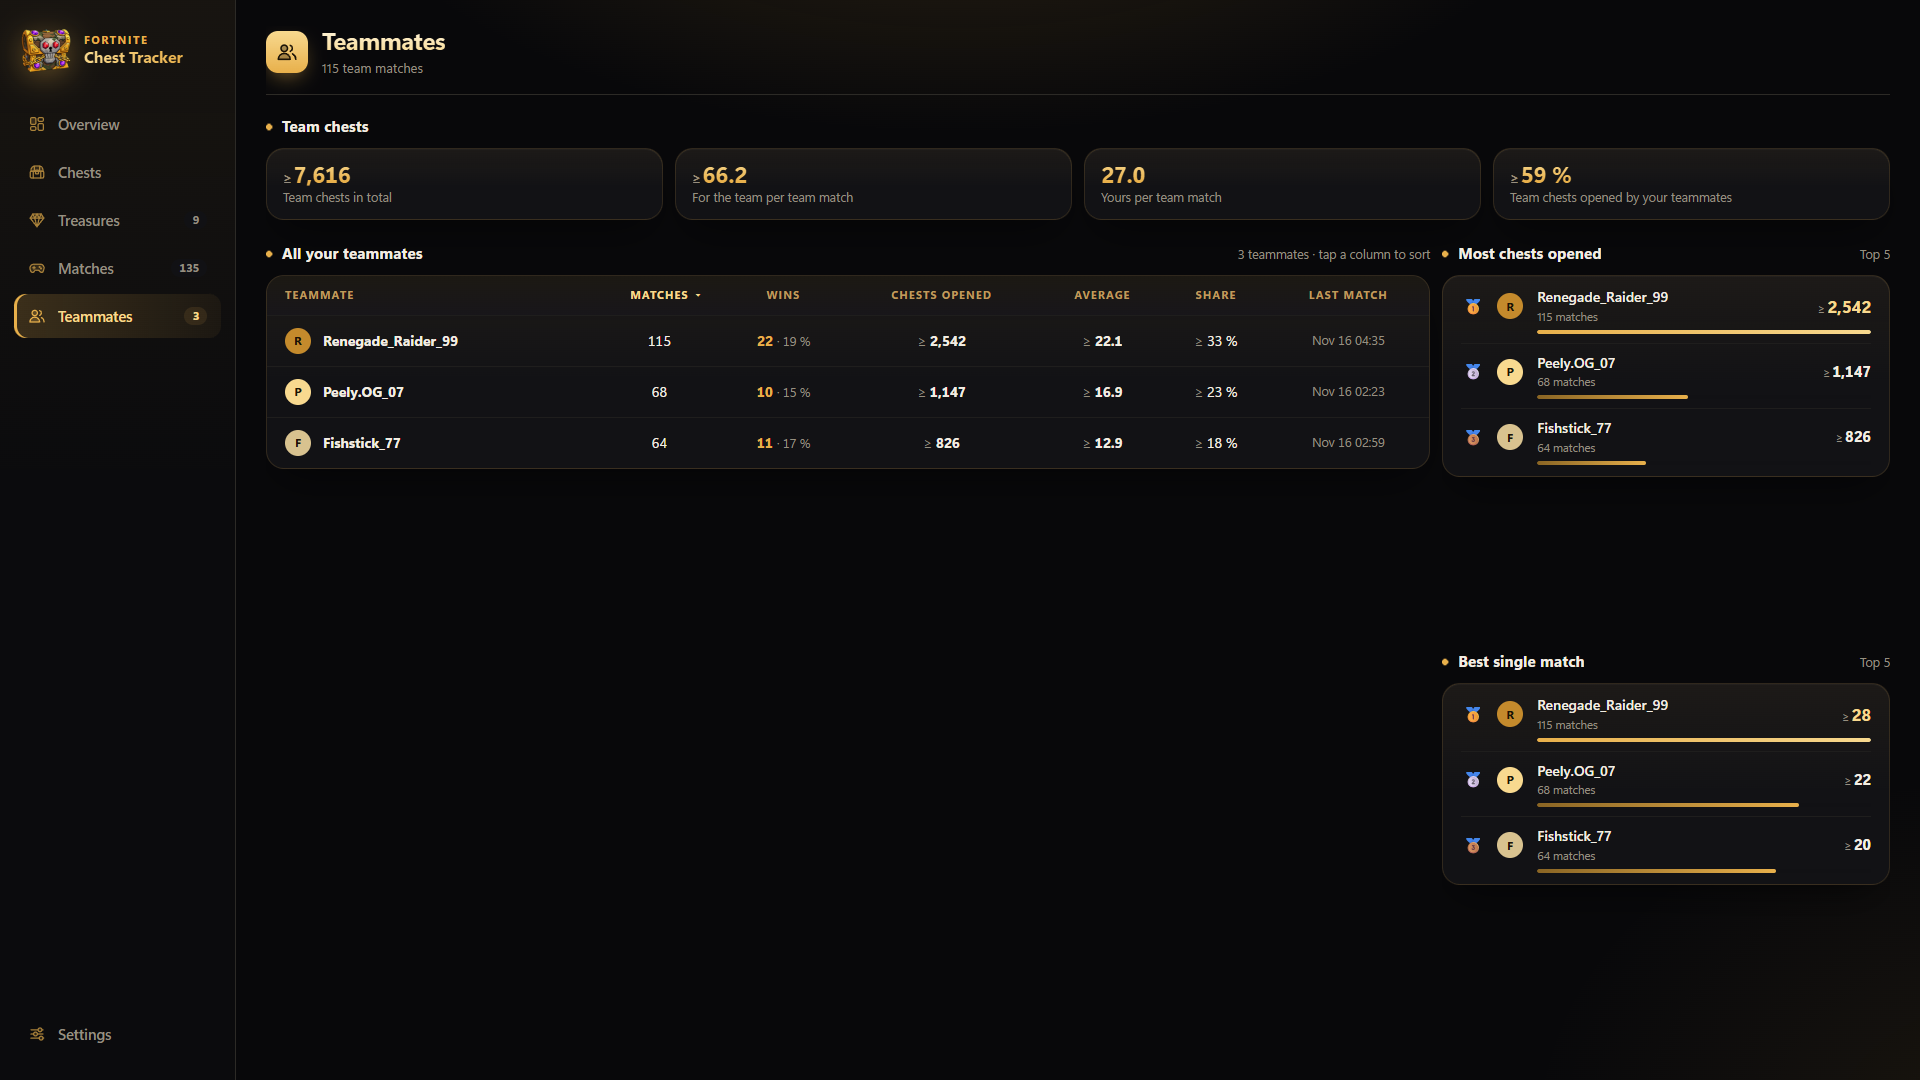 FORTNITE
Chest Tracker
Overview
Chests
Treasures 9
Matches 135
Teammates 3
Settings
Teammates
115 team matches
Team chests
≥ 7,616
Team chests in total
≥ 66.2
For the team per team match
27.0
Yours per team match
≥ 59 %
Team chests opened by your teammates
All your teammates 3 teammates · tap a column to sort
TEAMMATE MATCHES WINS CHESTS OPENED AVERAGE SHARE LAST MATCH
R Renegade_Raider_99 115 22 · 19 % ≥ 2,542 ≥ 22.1 ≥ 33 % Nov 16 04:35
P Peely.OG_07 68 10 · 15 % ≥ 1,147 ≥ 16.9 ≥ 23 % Nov 16 02:23
F Fishstick_77 64 11 · 17 % ≥ 826 ≥ 12.9 ≥ 18 % Nov 16 02:59
Most chests opened Top 5
1 R Renegade_Raider_99 ≥ 2,542
115 matches
2 P Peely.OG_07 ≥ 1,147
68 matches
3 F Fishstick_77 ≥ 826
64 matches
Best single match Top 5
1 R Renegade_Raider_99 ≥ 28
115 matches
2 P Peely.OG_07 ≥ 22
68 matches
3 F Fishstick_77 ≥ 20
64 matches